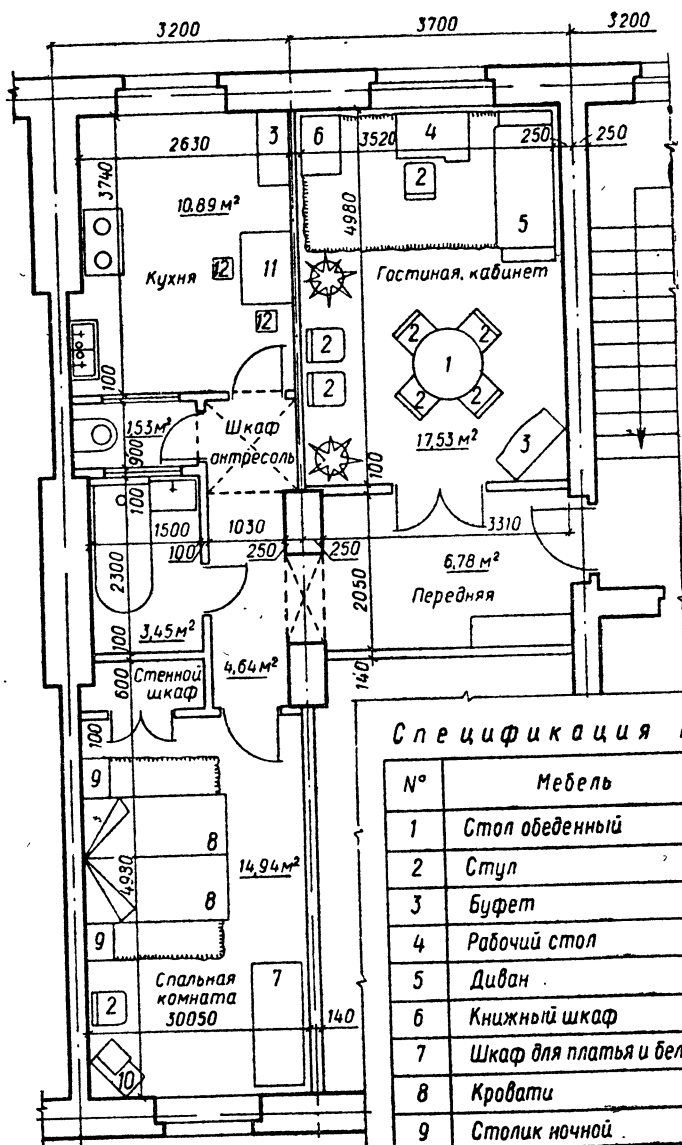 3200 3700 3200
2630 3 6 3520 4 250 250
3740
2
10.89 м²
4980
5
Кухня 12 11 Гостиная, кабинет
12
2 2 2
1
2 2 2
100
1,53 м² Шкаф
900 антресоль
17,53 м² 3
100
100
1500 1030 3310
100 250 250
6,78 м²
2300 2050
Передняя
3,45 м²
100
4,64 м²
140
600 Стенной
шкаф
100
9
8
14,94 м²
4980
8
9
Спальная
комната
7
2
30050 140
10
Спецификация
N° Мебель
1 Стол обеденный
2 Стул
3 Буфет
4 Рабочий стол
5 Диван
6 Книжный шкаф
7 Шкаф для платья и бел
8 Кровати
9 Столик ночной